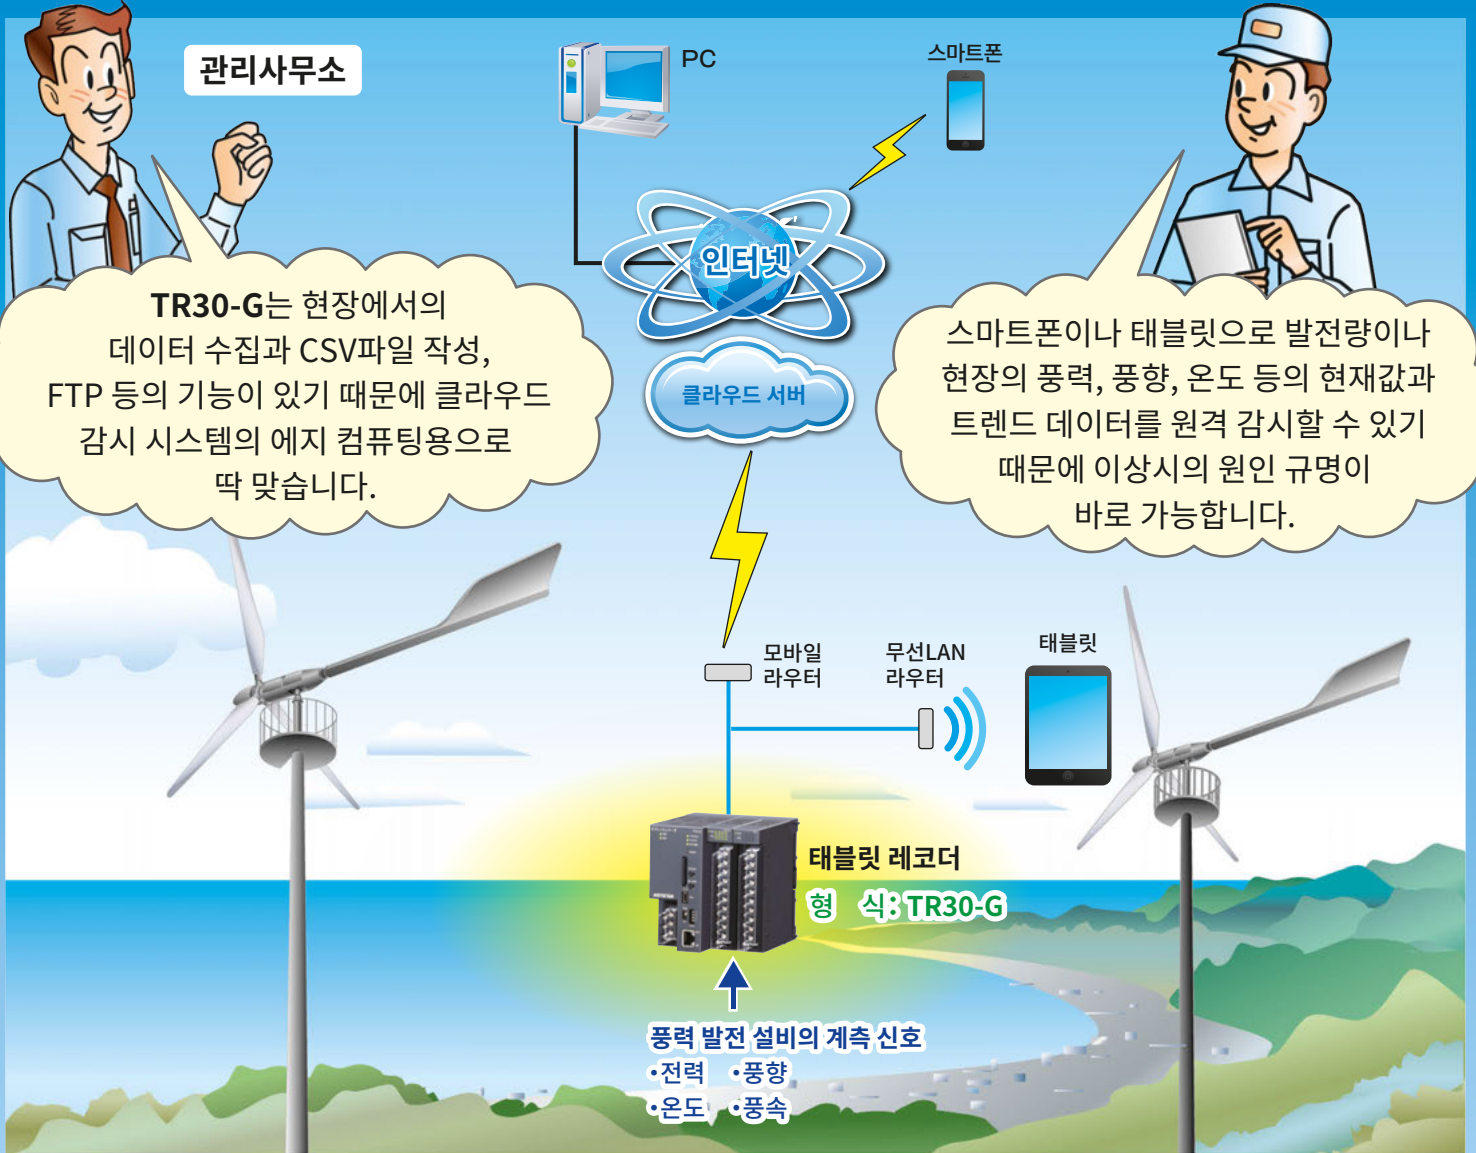 관리사무소
PC
스마트폰
인터넷
클라우드 서버
TR30-G는 현장에서의
데이터 수집과 CSV파일 작성,
FTP 등의 기능이 있기 때문에 클라우드
감시 시스템의 에지 컴퓨팅용으로
딱 맞습니다.
스마트폰이나 태블릿으로 발전량이나
현장의 풍력, 풍향, 온도 등의 현재값과
트렌드 데이터를 원격 감시할 수 있기
때문에 이상시의 원인 규명이
바로 가능합니다.
모바일
라우터
무선LAN
라우터
태블릿
태블릿 레코더
형 식: TR30-G
풍력 발전 설비의 계측 신호
•전력 •풍향
•온도 •풍속